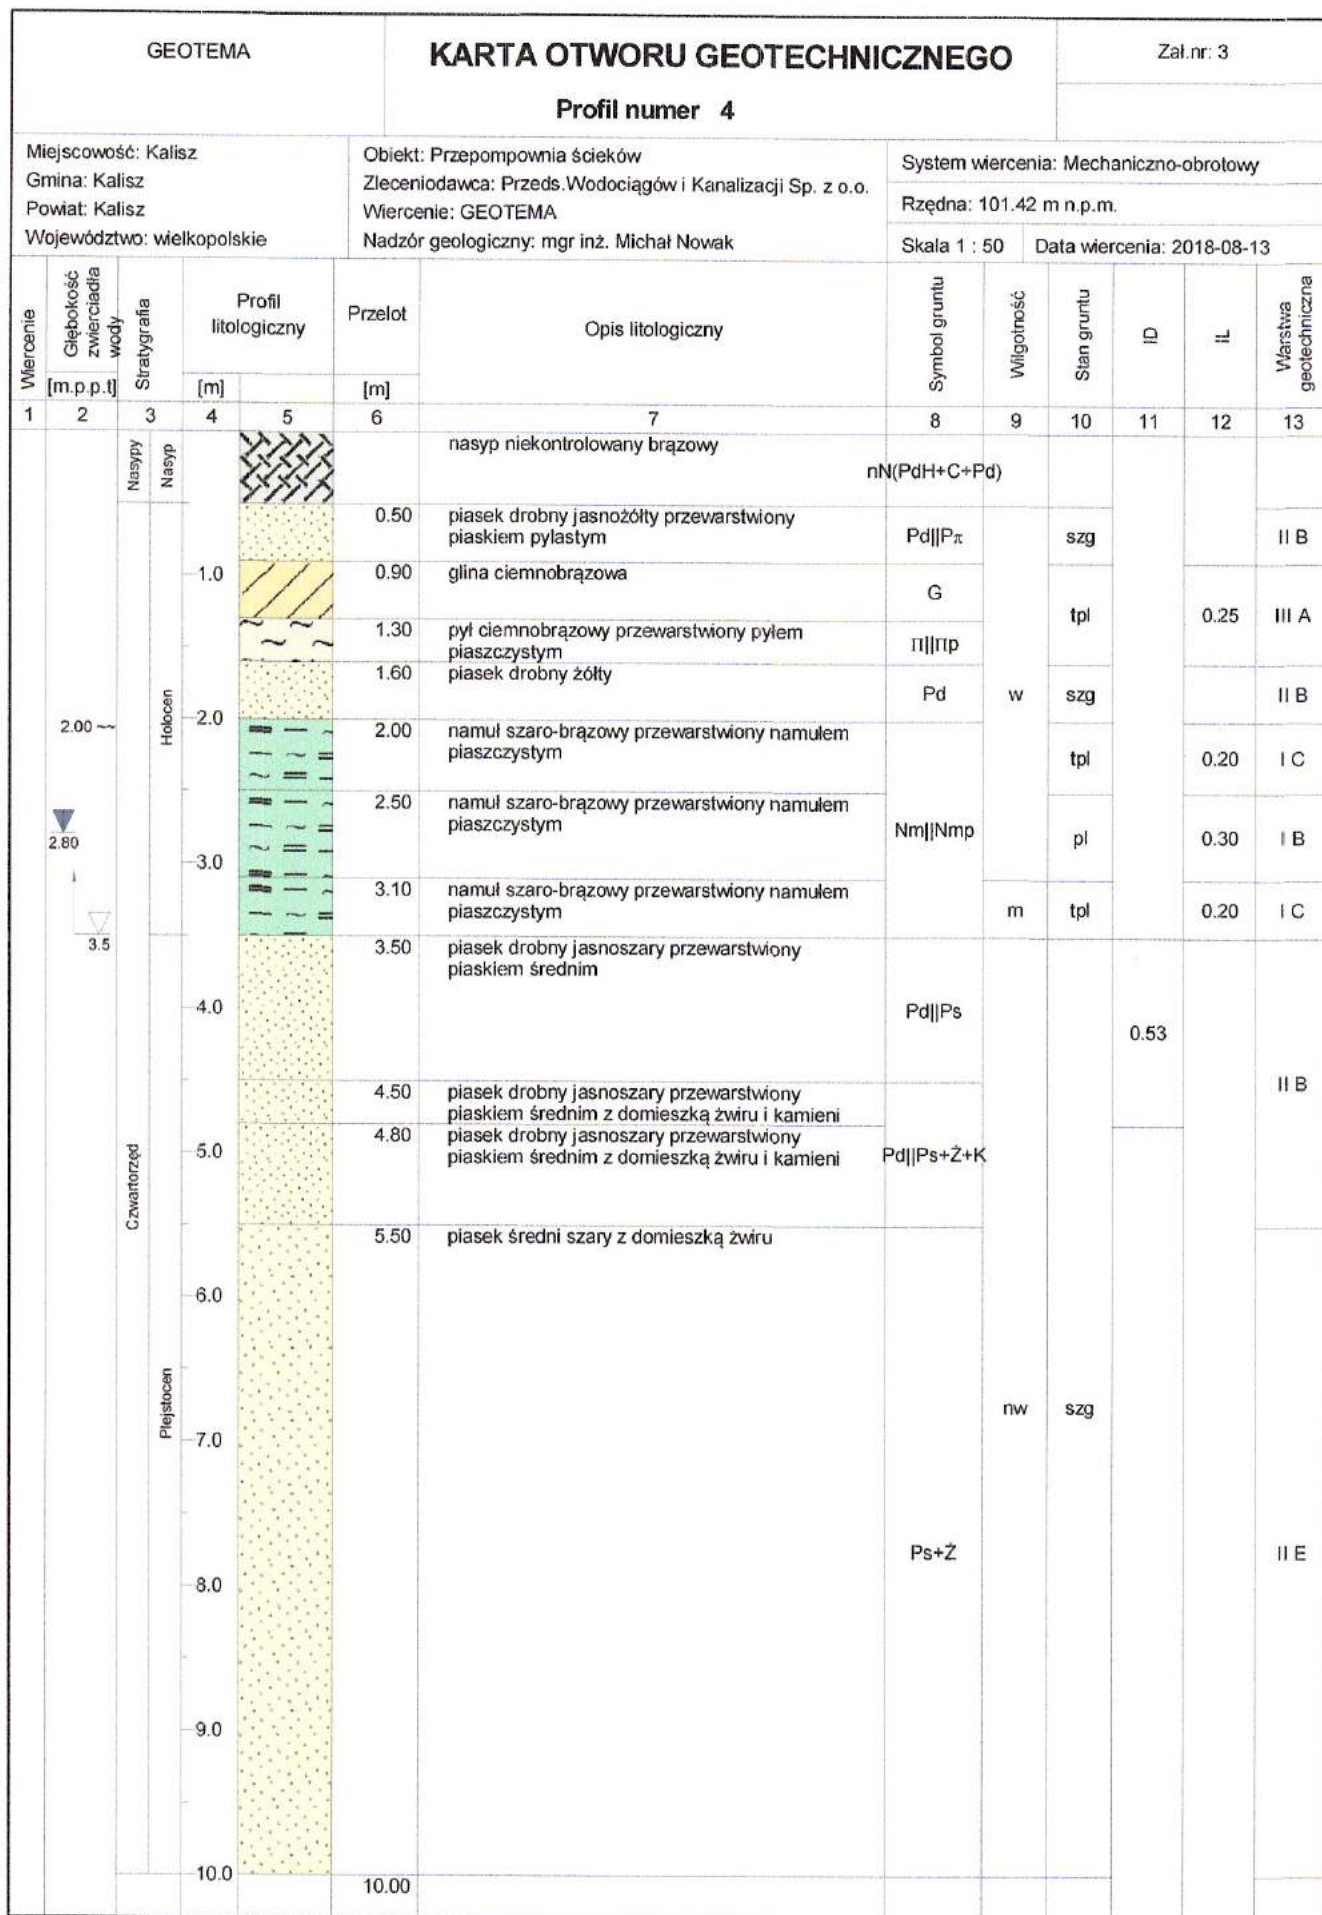 GEOTEMA
KARTA OTWORU GEOTECHNICZNEGO
Profil numer 4
Zał.nr: 3
Miejscowość: Kalisz
Gmina: Kalisz
Powiat: Kalisz
Województwo: wielkopolskie
Obiekt: Przepompownia ścieków
Zleceniodawca: Przeds.Wodociągów i Kanalizacji Sp. z o.o.
Wiercenie: GEOTEMA
Nadzór geologiczny: mgr inż. Michał Nowak
System wiercenia: Mechaniczno-obrotowy
Rzędna: 101.42 m n.p.m.
Skala 1 : 50 Data wiercenia: 2018-08-13
Wiercenie
Głębokość
zwierciadła
wody
[m.p.p.t]
Stratygrafia
Profil
litologiczny
[m]
Przelot
[m]
Opis litologiczny
Symbol gruntu
Wilgotność
Stan gruntu
ID
IL
Warstwa
geotechniczna
1 2 3 4 5 6 7 8 9 10 11 12 13
Nasypy Nasyp
nasyp niekontrolowany brązowy
nN(PdH+C+Pd)
0.50 piasek drobny jasnożółty przewarstwiony
piaskiem pylastym
Pd||Pπ szg II B
1.0
0.90 glina ciemnobrązowa
G
tpl 0.25 III A
1.30 pył ciemnobrązowy przewarstwiony pyłem
piaszczystym
Π||Πp
1.60 piasek drobny żółty
Pd w szg II B
Holocen
2.00 ~~
2.0
2.00 namuł szaro-brązowy przewarstwiony namułem
piaszczystym
tpl 0.20 I C
2.50 namuł szaro-brązowy przewarstwiony namułem
piaszczystym
Nm||Nmp pl 0.30 I B
2.80
3.0
3.10 namuł szaro-brązowy przewarstwiony namułem
piaszczystym
m tpl 0.20 I C
3.5
3.50 piasek drobny jasnoszary przewarstwiony
piaskiem średnim
4.0
Pd||Ps
0.53
4.50 piasek drobny jasnoszary przewarstwiony
piaskiem średnim z domieszką żwiru i kamieni
II B
4.80 piasek drobny jasnoszary przewarstwiony
piaskiem średnim z domieszką żwiru i kamieni
5.0
Pd||Ps+Ż+K
Czwartorzęd
5.50 piasek średni szary z domieszką żwiru
6.0
Plejstocen
nw szg
7.0
Ps+Ż II E
8.0
9.0
10.0
10.00